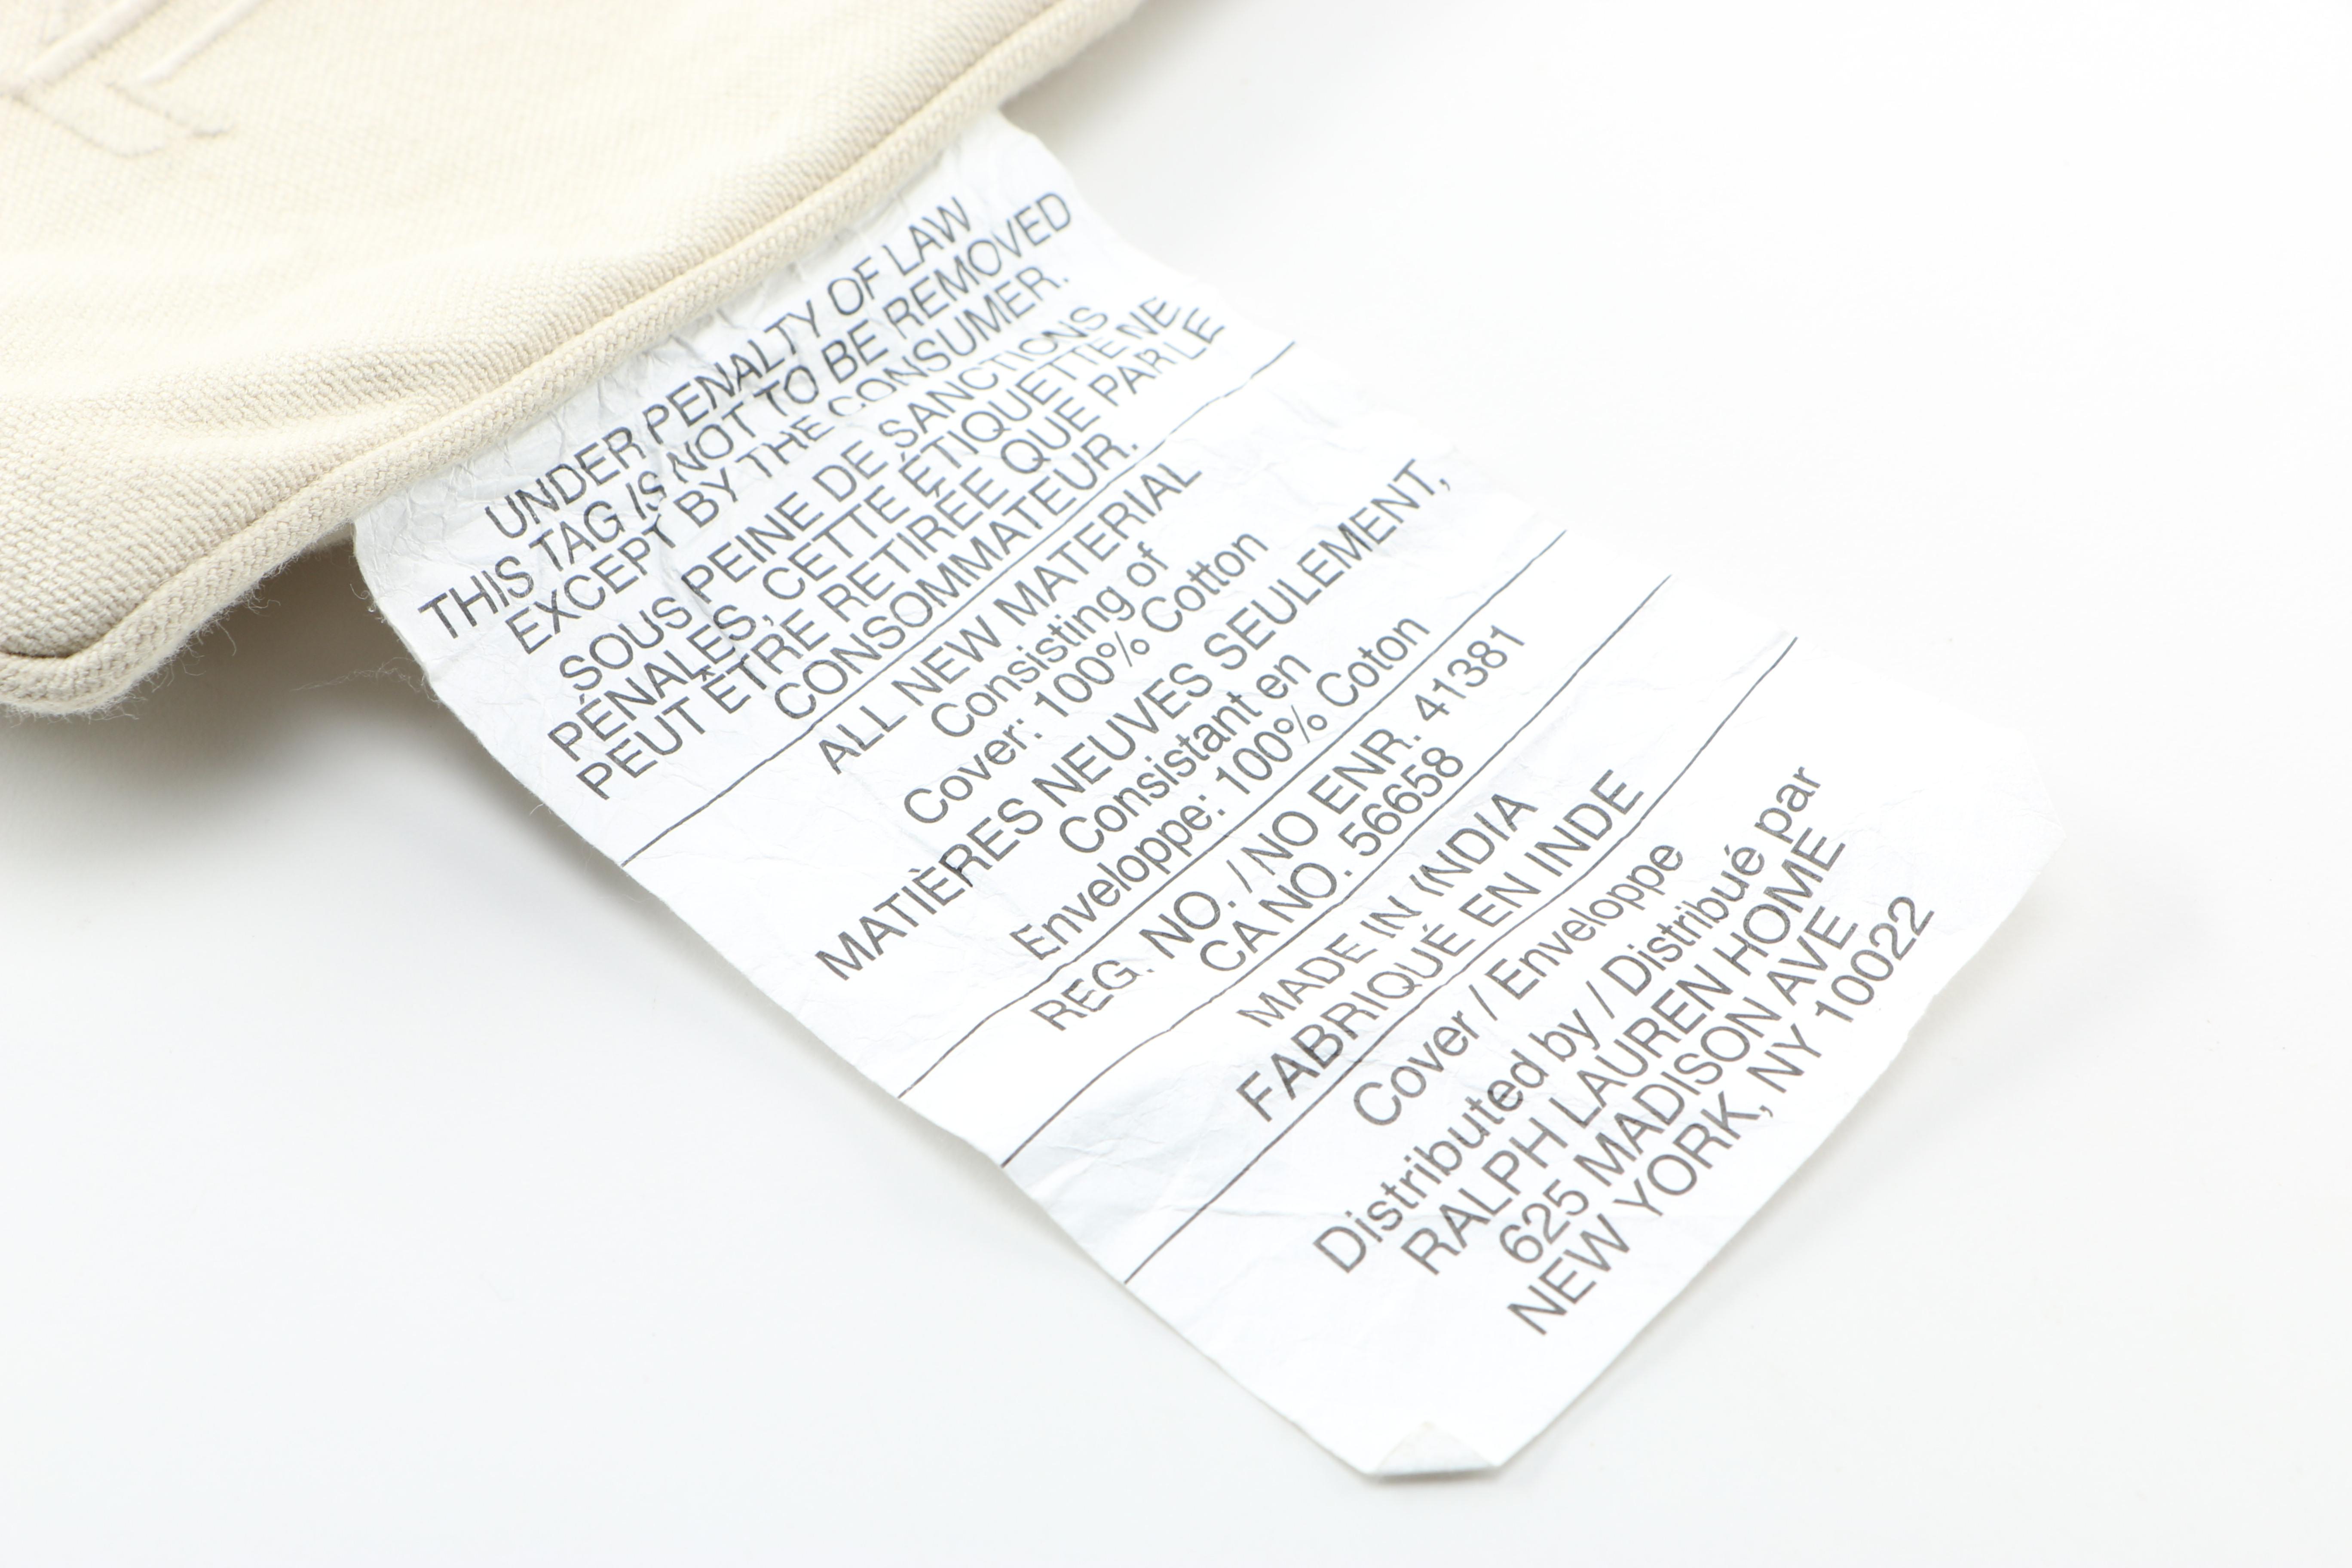 UNDER PENALTY OF LAW
THIS TAG IS NOT TO BE REMOVED
EXCEPT BY THE CONSUMER.
SOUS PEINE DE SANCTIONS
PÉNALES, CETTE ÉTIQUETTE NE
PEUT ÊTRE RETIRÉE QUE PAR LE
CONSOMMATEUR.
ALL NEW MATERIAL
Consisting of
Cover: 100% Cotton
MATIÈRES NEUVES SEULEMENT,
Consistant en
Enveloppe: 100% Coton
REG. NO. / NO ENR. 41381
CA NO. 56658
MADE IN INDIA
FABRIQUÉ EN INDE
Cover / Enveloppe
Distributed by / Distribué par
RALPH LAUREN HOME
625 MADISON AVE
NEW YORK, NY 10022